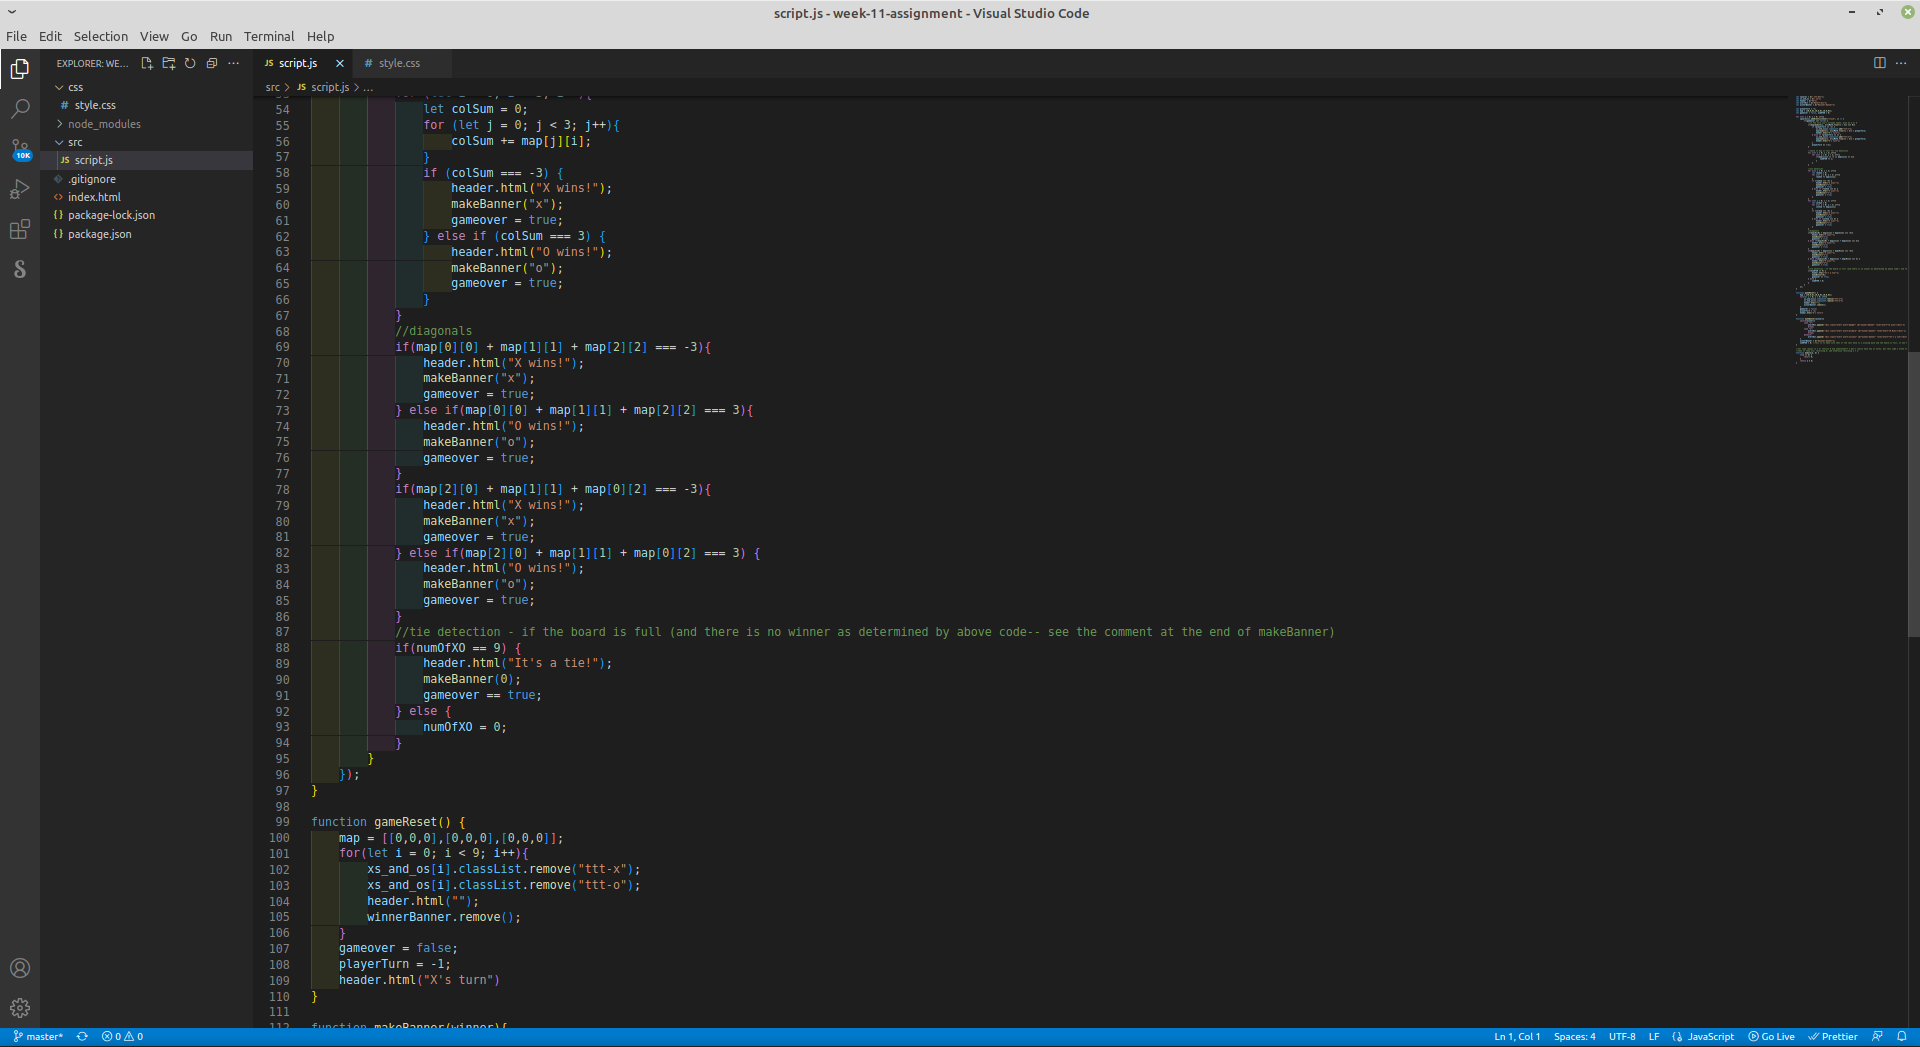 script.js - week-11-assignment - Visual Studio Code
File Edit Selection View Go Run Terminal Help
EXPLORER: WE...
css
# style.css
node_modules
src
JS script.js
.gitignore
<> index.html
{} package-lock.json
{} package.json
10K
JS script.js
# style.css
src > JS script.js > ...
54 let colSum = 0;
55 for (let j = 0; j < 3; j++){
56 colSum += map[j][i];
57 }
58 if (colSum === -3) {
59 header.html("X wins!");
60 makeBanner("x");
61 gameover = true;
62 } else if (colSum === 3) {
63 header.html("O wins!");
64 makeBanner("o");
65 gameover = true;
66 }
67 }
68 //diagonals
69 if(map[0][0] + map[1][1] + map[2][2] === -3){
70 header.html("X wins!");
71 makeBanner("x");
72 gameover = true;
73 } else if(map[0][0] + map[1][1] + map[2][2] === 3){
74 header.html("O wins!");
75 makeBanner("o");
76 gameover = true;
77 }
78 if(map[2][0] + map[1][1] + map[0][2] === -3){
79 header.html("X wins!");
80 makeBanner("x");
81 gameover = true;
82 } else if(map[2][0] + map[1][1] + map[0][2] === 3) {
83 header.html("O wins!");
84 makeBanner("o");
85 gameover = true;
86 }
87 //tie detection - if the board is full (and there is no winner as determined by above code-- see the comment at the end of makeBanner)
88 if(numOfXO == 9) {
89 header.html("It's a tie!");
90 makeBanner(0);
91 gameover == true;
92 } else {
93 numOfXO = 0;
94 }
95 }
96 });
97 }
98
99 function gameReset() {
100 map = [[0,0,0],[0,0,0],[0,0,0]];
101 for(let i = 0; i < 9; i++){
102 xs_and_os[i].classList.remove("ttt-x");
103 xs_and_os[i].classList.remove("ttt-o");
104 header.html("");
105 winnerBanner.remove();
106 }
107 gameover = false;
108 playerTurn = -1;
109 header.html("X's turn")
110 }
111
112 function makeBanner(winner){
master* 0 0
Ln 1, Col 1 Spaces: 4 UTF-8 LF {} JavaScript Go Live Prettier